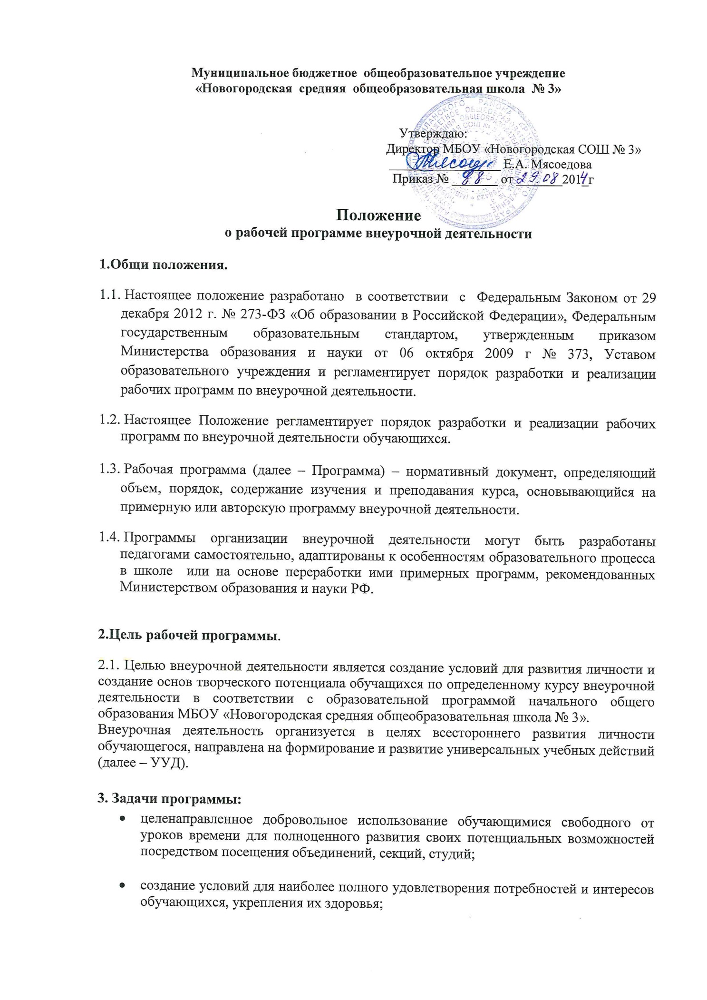 Муниципальное бюджетное общеобразовательное учреждение
«Новогородская средняя общеобразовательная школа № 3»
Утверждаю:
Директор МБОУ «Новогородская СОШ № 3»
Е.А. Мясоедова
Приказ № 88 от 29.08 2014 г
Положение
о рабочей программе внеурочной деятельности
1.Общи положения.
1.1. Настоящее положение разработано в соответствии с Федеральным Законом от 29
декабря 2012 г. № 273-ФЗ «Об образовании в Российской Федерации», Федеральным
государственным образовательным стандартом, утвержденным приказом
Министерства образования и науки от 06 октября 2009 г № 373, Уставом
образовательного учреждения и регламентирует порядок разработки и реализации
рабочих программ по внеурочной деятельности.
1.2. Настоящее Положение регламентирует порядок разработки и реализации рабочих
программ по внеурочной деятельности обучающихся.
1.3. Рабочая программа (далее – Программа) – нормативный документ, определяющий
объем, порядок, содержание изучения и преподавания курса, основывающийся на
примерную или авторскую программу внеурочной деятельности.
1.4. Программы организации внеурочной деятельности могут быть разработаны
педагогами самостоятельно, адаптированы к особенностям образовательного процесса
в школе или на основе переработки ими примерных программ, рекомендованных
Министерством образования и науки РФ.
2.Цель рабочей программы.
2.1. Целью внеурочной деятельности является создание условий для развития личности и
создание основ творческого потенциала обучащихся по определенному курсу внеурочной
деятельности в соответствии с образовательной программой начального общего
образования МБОУ «Новогородская средняя общеобразовательная школа № 3».
Внеурочная деятельность организуется в целях всестороннего развития личности
обучающегося, направлена на формирование и развитие универсальных учебных действий
(далее – УУД).
3. Задачи программы:
• целенаправленное добровольное использование обучающимися свободного от
уроков времени для полноценного развития своих потенциальных возможностей
посредством посещения объединений, секций, студий;
• создание условий для наиболее полного удовлетворения потребностей и интересов
обучающихся, укрепления их здоровья;